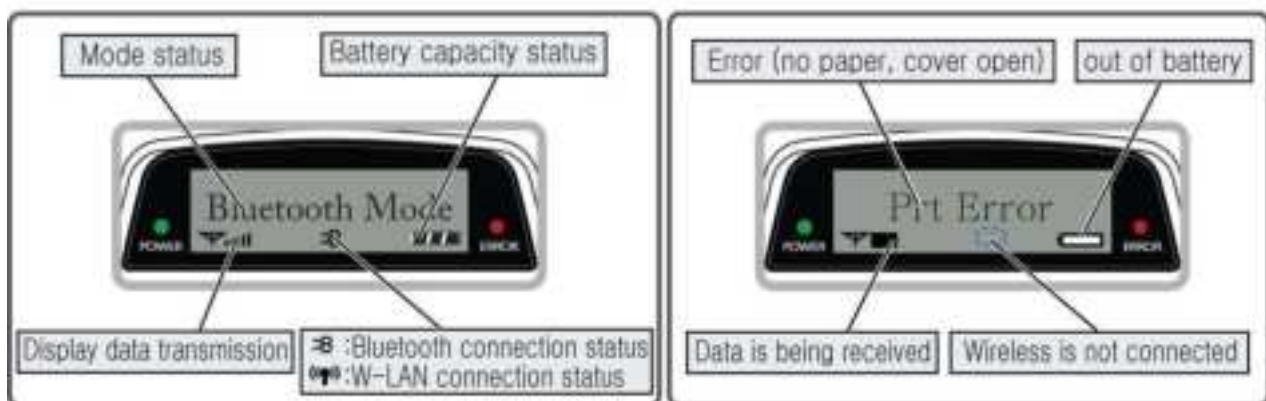 Mode status
Battery capacity status
Bluetooth Mode
POWER
ERROR
Display data transmission
:Bluetooth connection status
:W-LAN connection status
Error (no paper, cover open)
out of battery
Prt Error
POWER
ERROR
Data is being received
Wireless is not connected